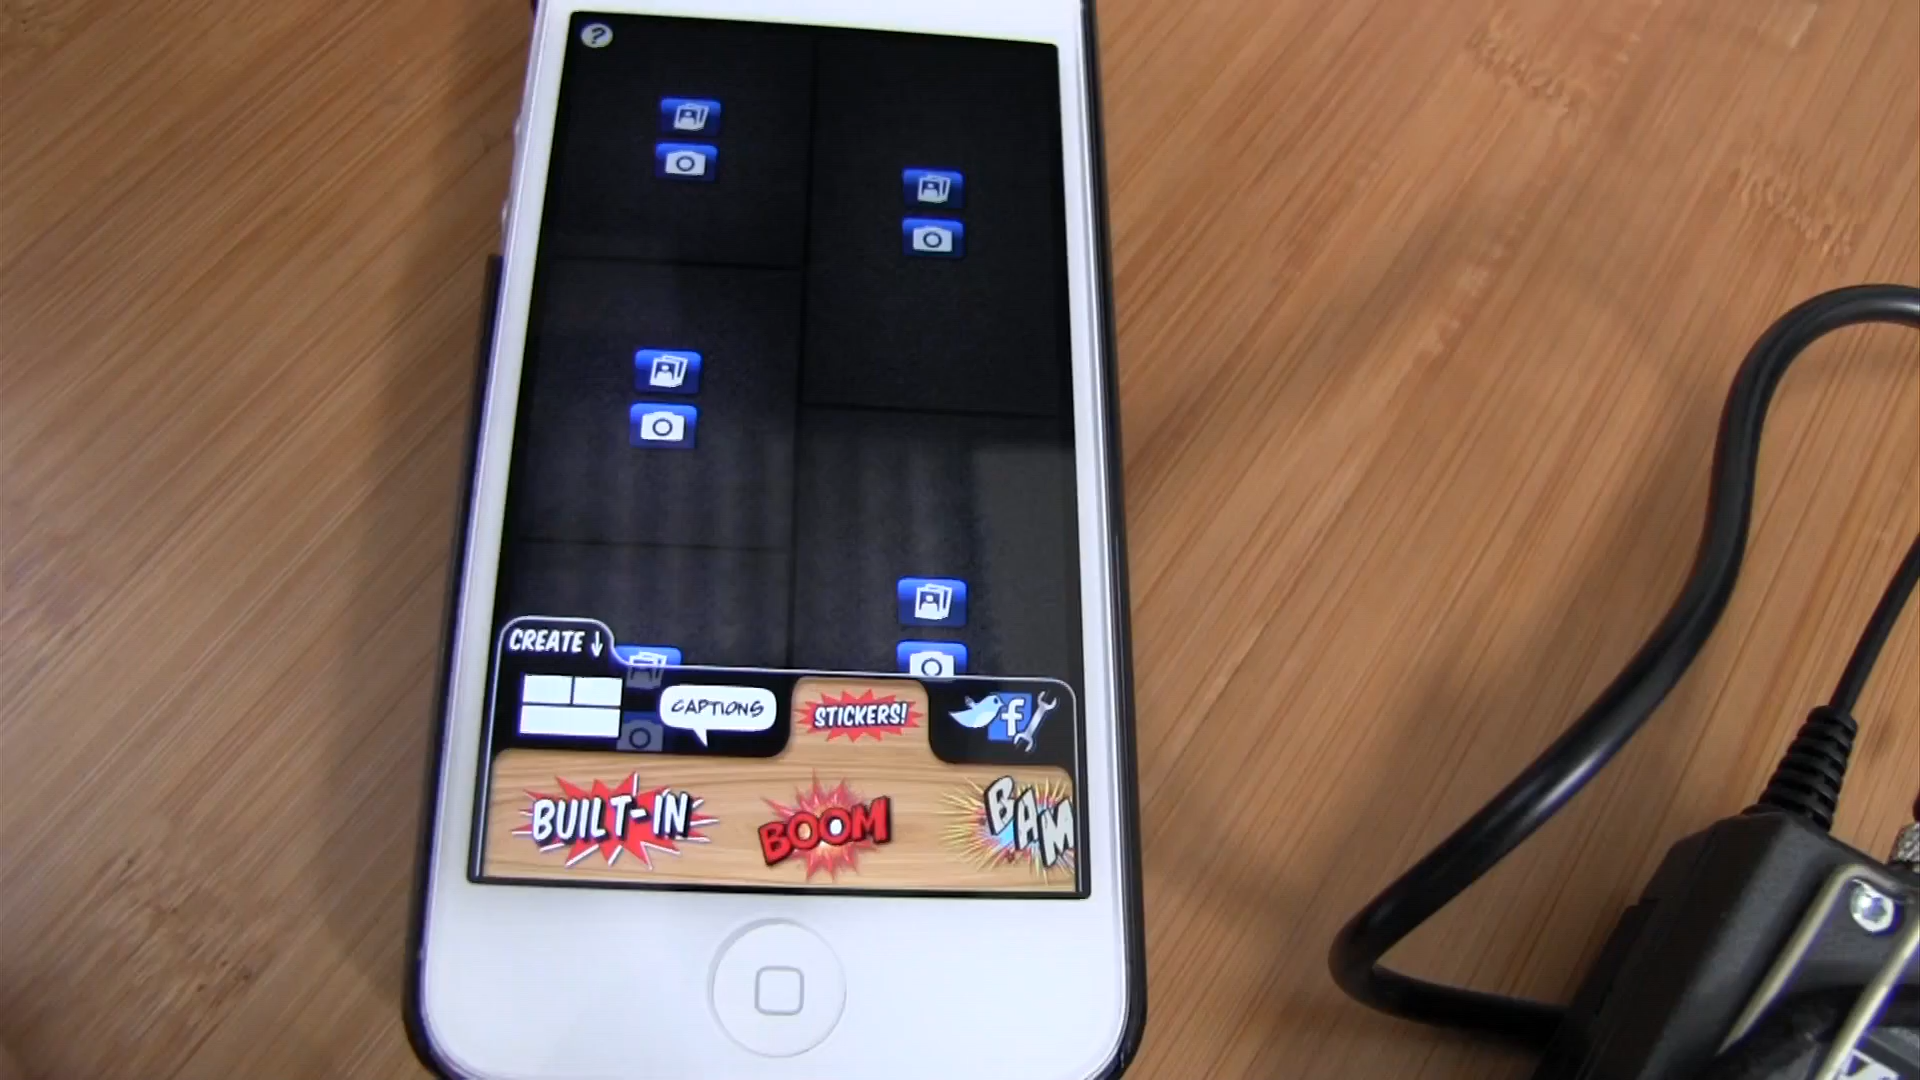 ?
CREATE ↓
CAPTIONS
STICKERS!
f
BUILT-IN
BOOM
BAM